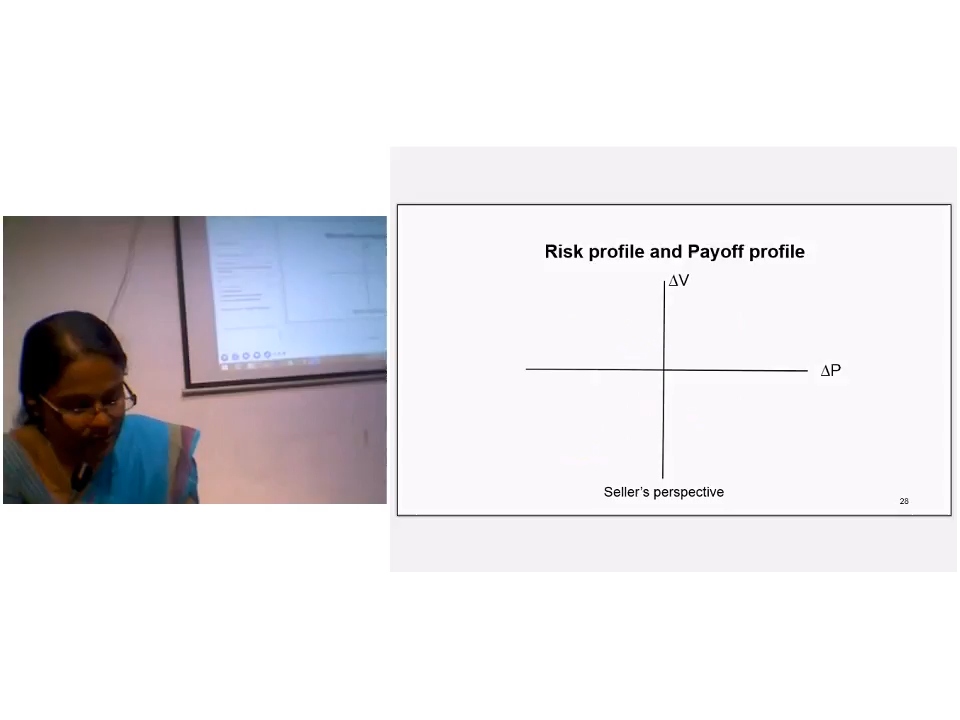 Risk profile and Payoff profile
∆V
∆P
Seller's perspective
28